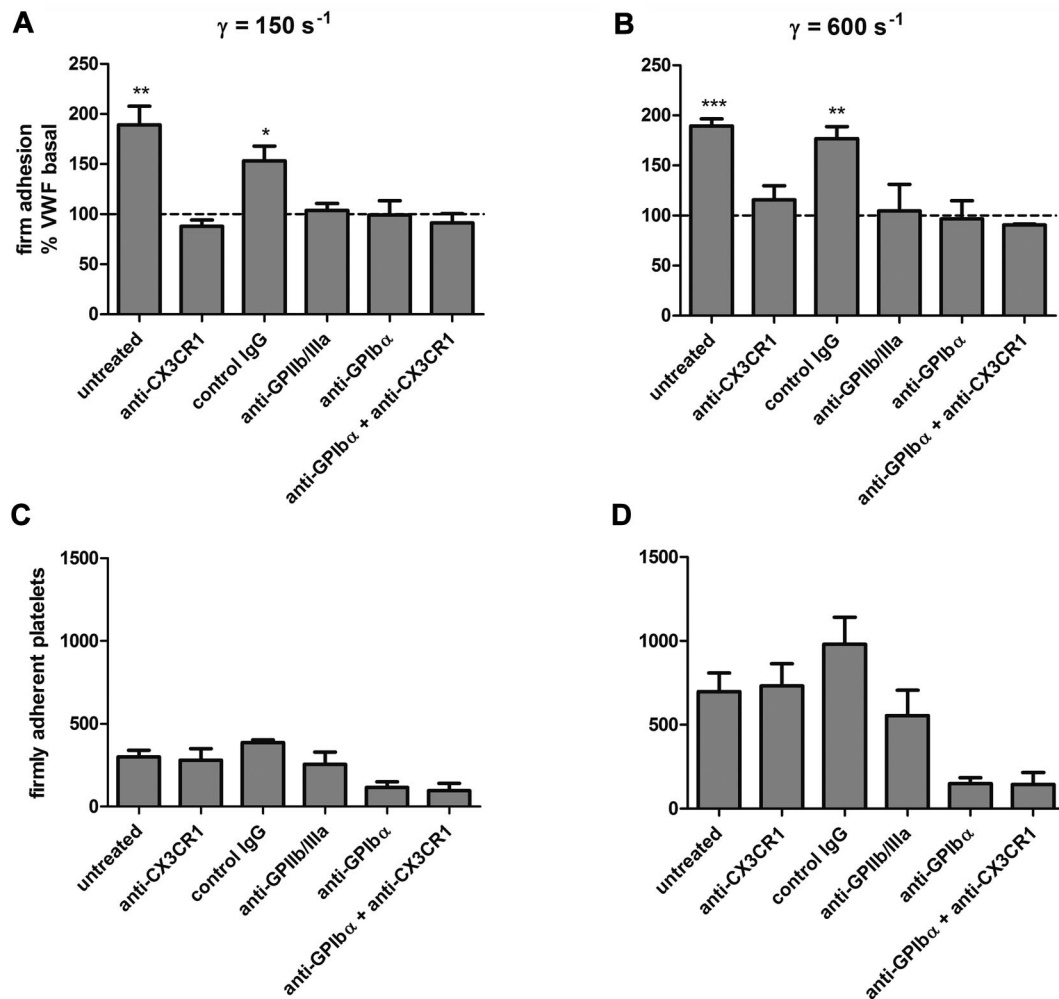 A
γ = 150 s-1
firm adhesion
% VWF basal
250
200
150
100
50
0
**
*
untreated
anti-CX3CR1
control IgG
anti-GPIIb/IIIa
anti-GPIbα
anti-GPIbα + anti-CX3CR1
B
γ = 600 s-1
250
200
150
100
50
0
***
**
untreated
anti-CX3CR1
control IgG
anti-GPIIb/IIIa
anti-GPIbα
anti-GPIbα + anti-CX3CR1
C
firmly adherent platelets
1500
1000
500
0
untreated
anti-CX3CR1
control IgG
anti-GPIIb/IIIa
anti-GPIbα
anti-GPIbα + anti-CX3CR1
D
1500
1000
500
0
untreated
anti-CX3CR1
control IgG
anti-GPIIb/IIIa
anti-GPIbα
anti-GPIbα + anti-CX3CR1